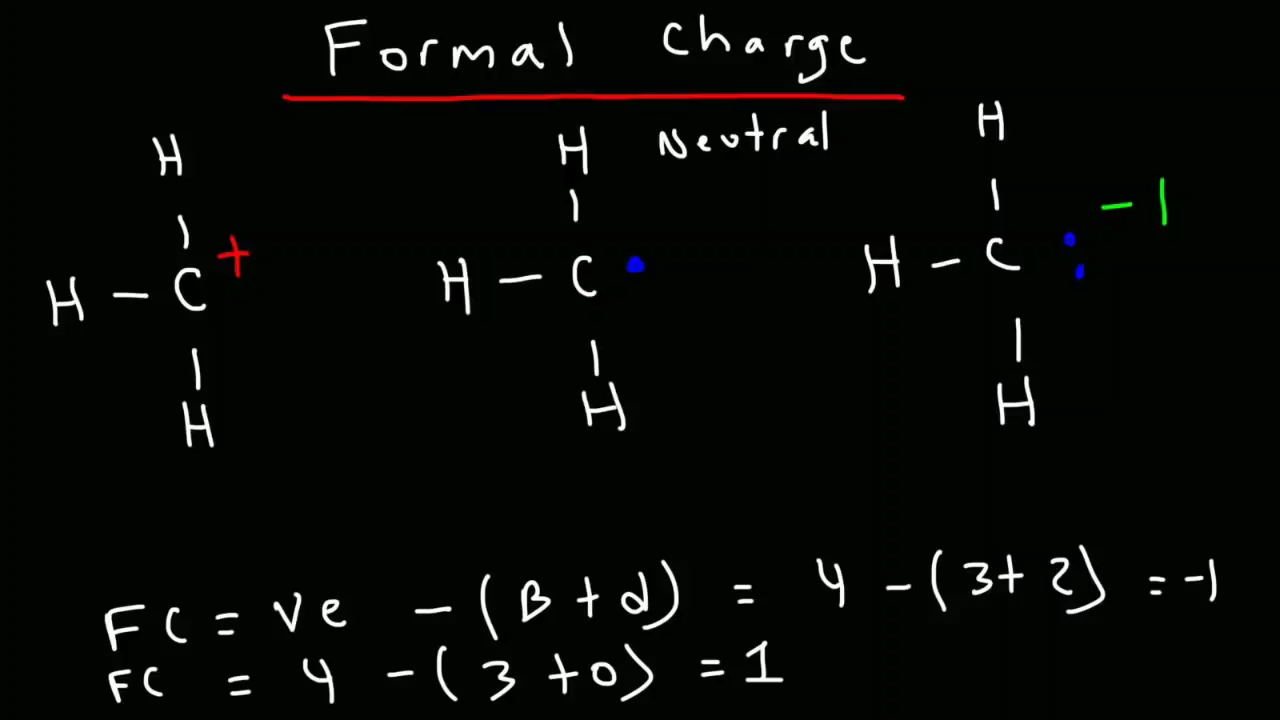 Formal Charge
Neutral
H
H – C +
H
H
H – C •
H
H
H – C : – 1
H
FC = ve – (B + d) = 4 – (3 + 2) = -1
FC = 4 – (3 + 0) = 1